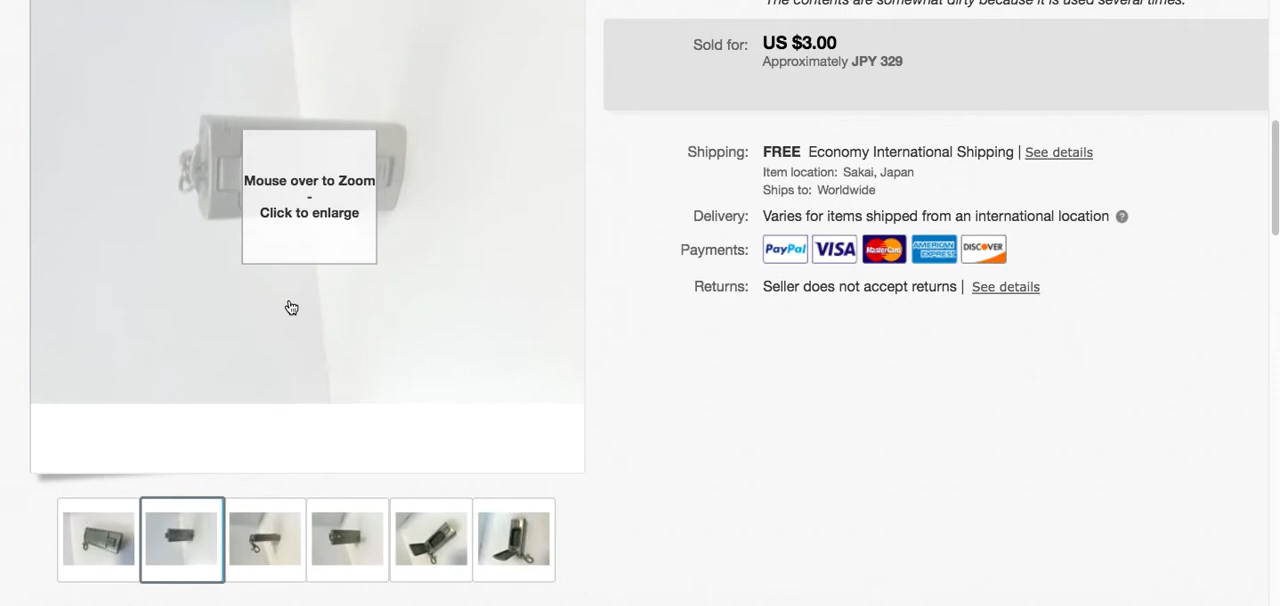 The contents are somewhat dirty because it is used several times.
Sold for: US $3.00
Approximately JPY 329
Mouse over to Zoom
-
Click to enlarge
Shipping: FREE Economy International Shipping | See details
Item location: Sakai, Japan
Ships to: Worldwide
Delivery: Varies for items shipped from an international location ?
Payments: PayPal VISA MasterCard AMERICAN EXPRESS DISCOVER
Returns: Seller does not accept returns | See details